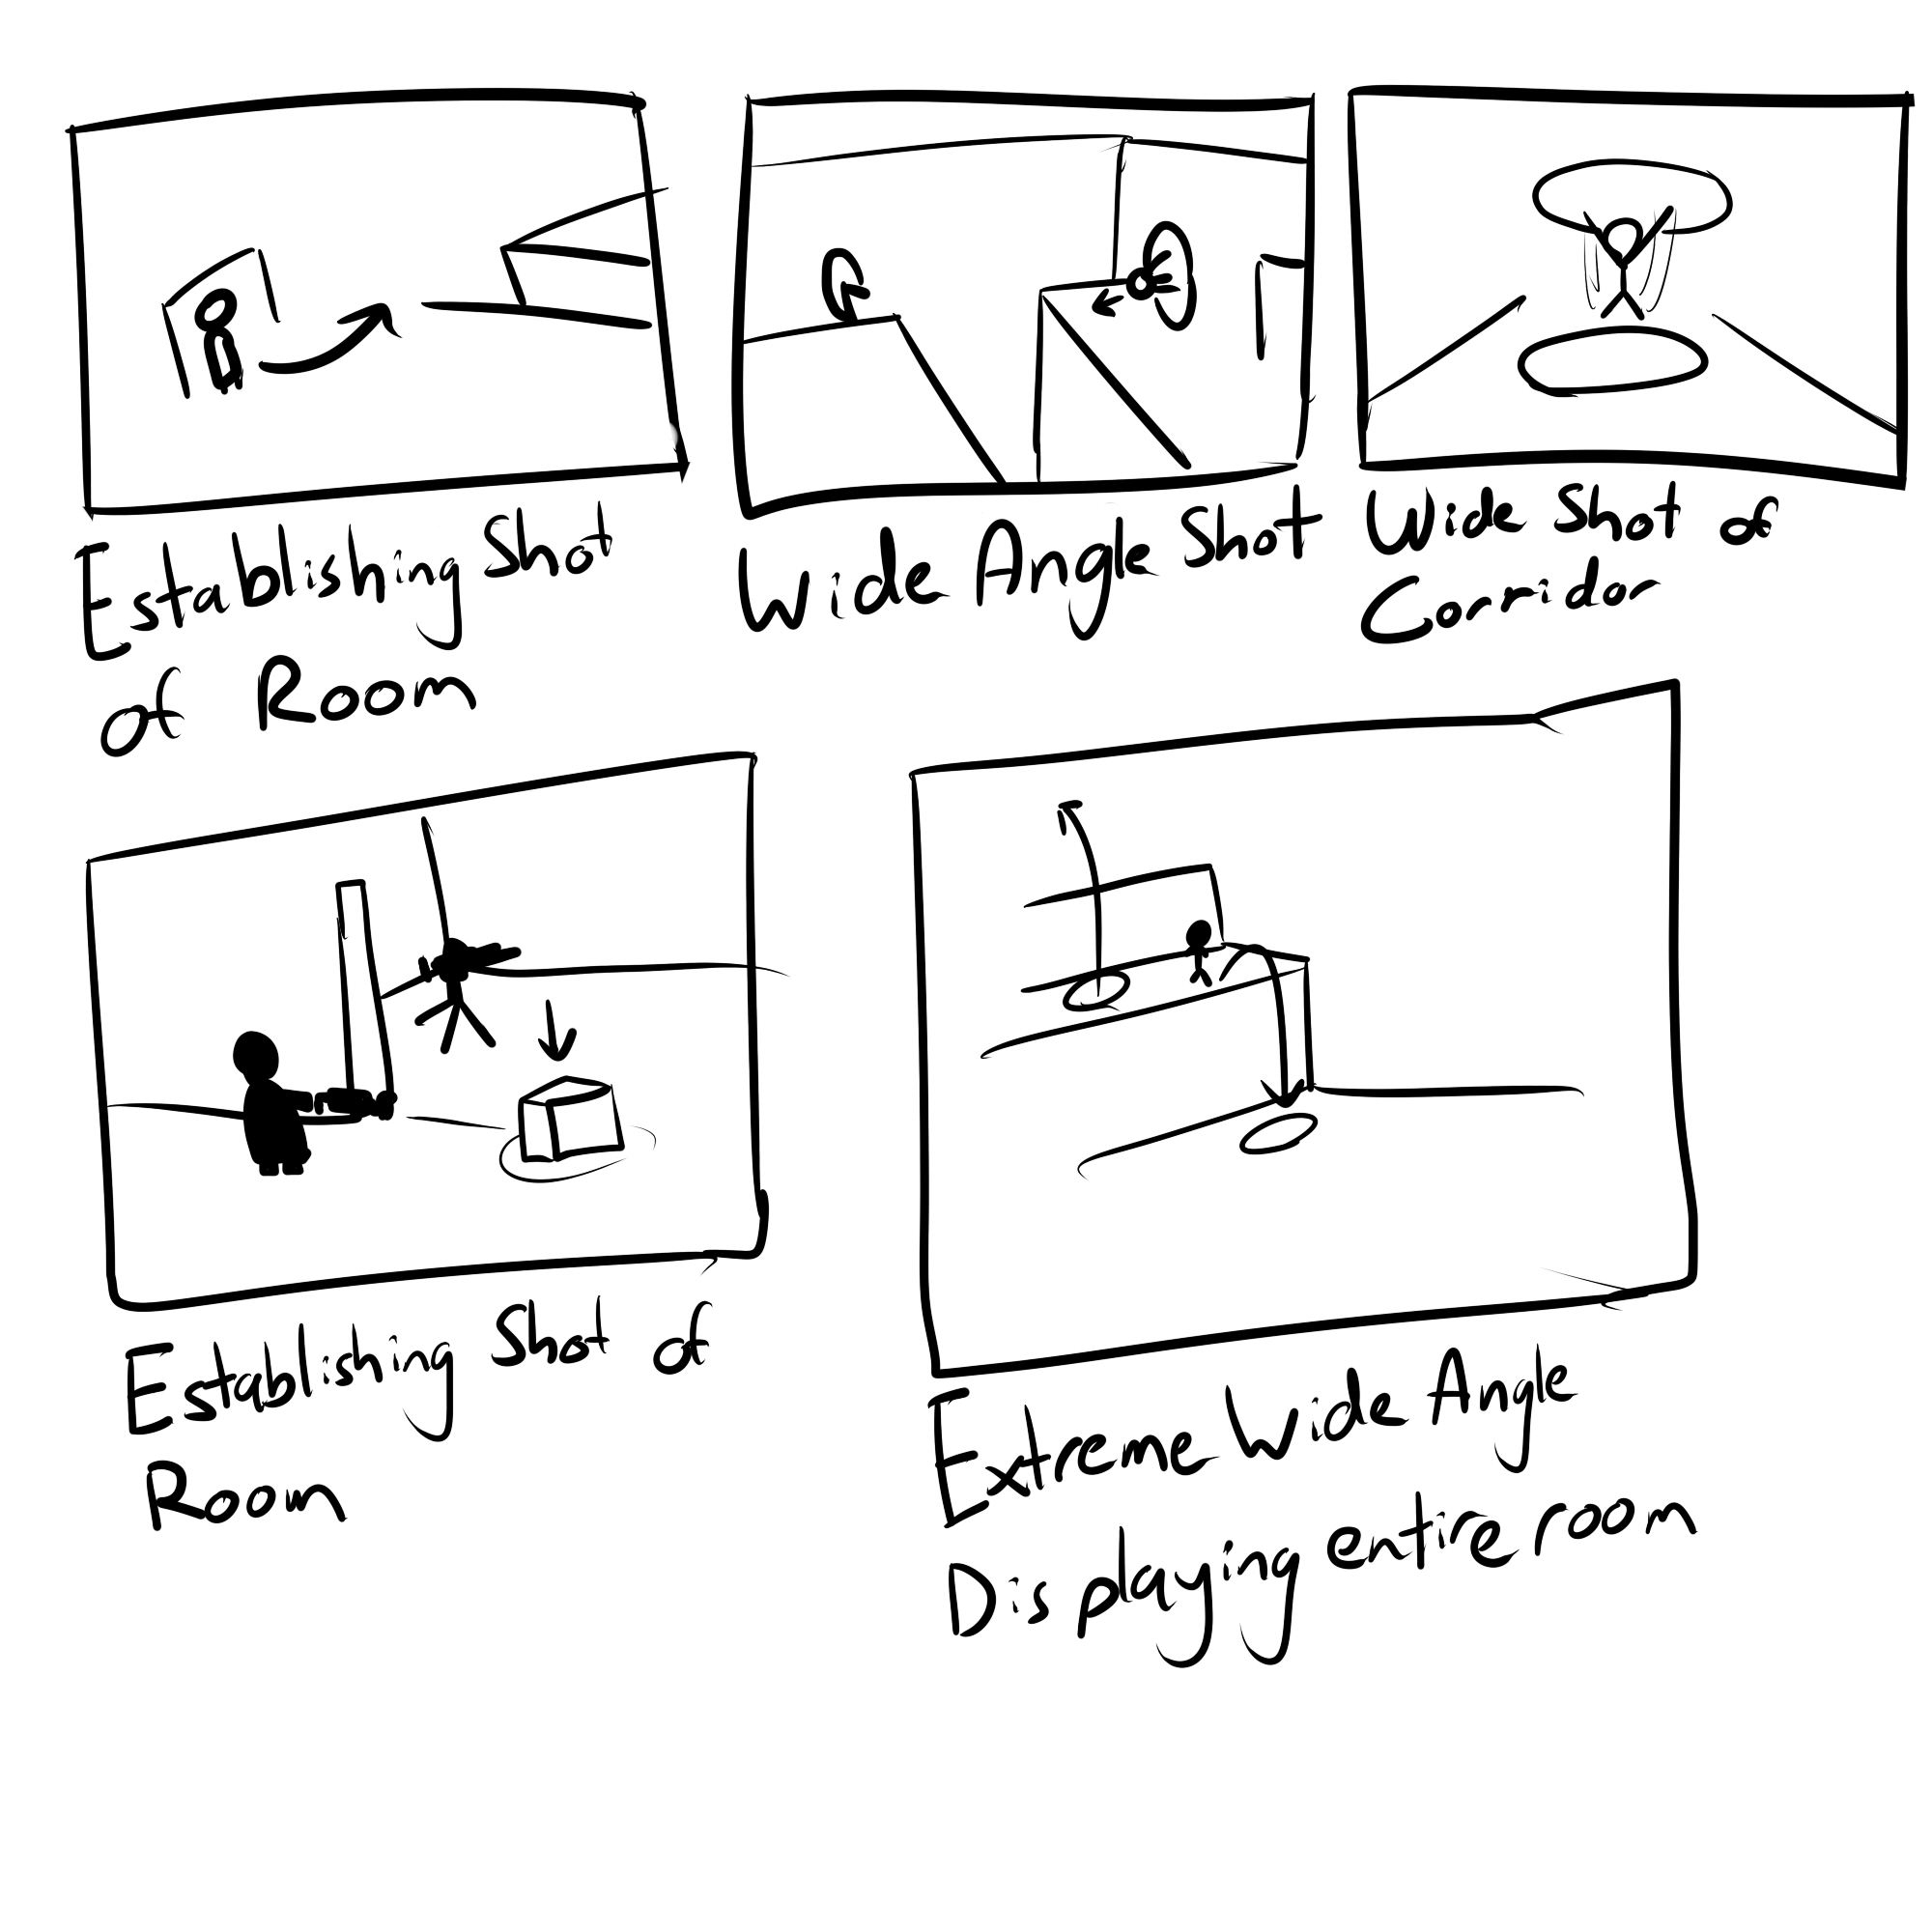 Establishing Shot
of Room
Wide Angle Shot
Wide Shot of
Corridor
Establishing Shot of
Room
Extreme Wide Angle
Displaying entire room